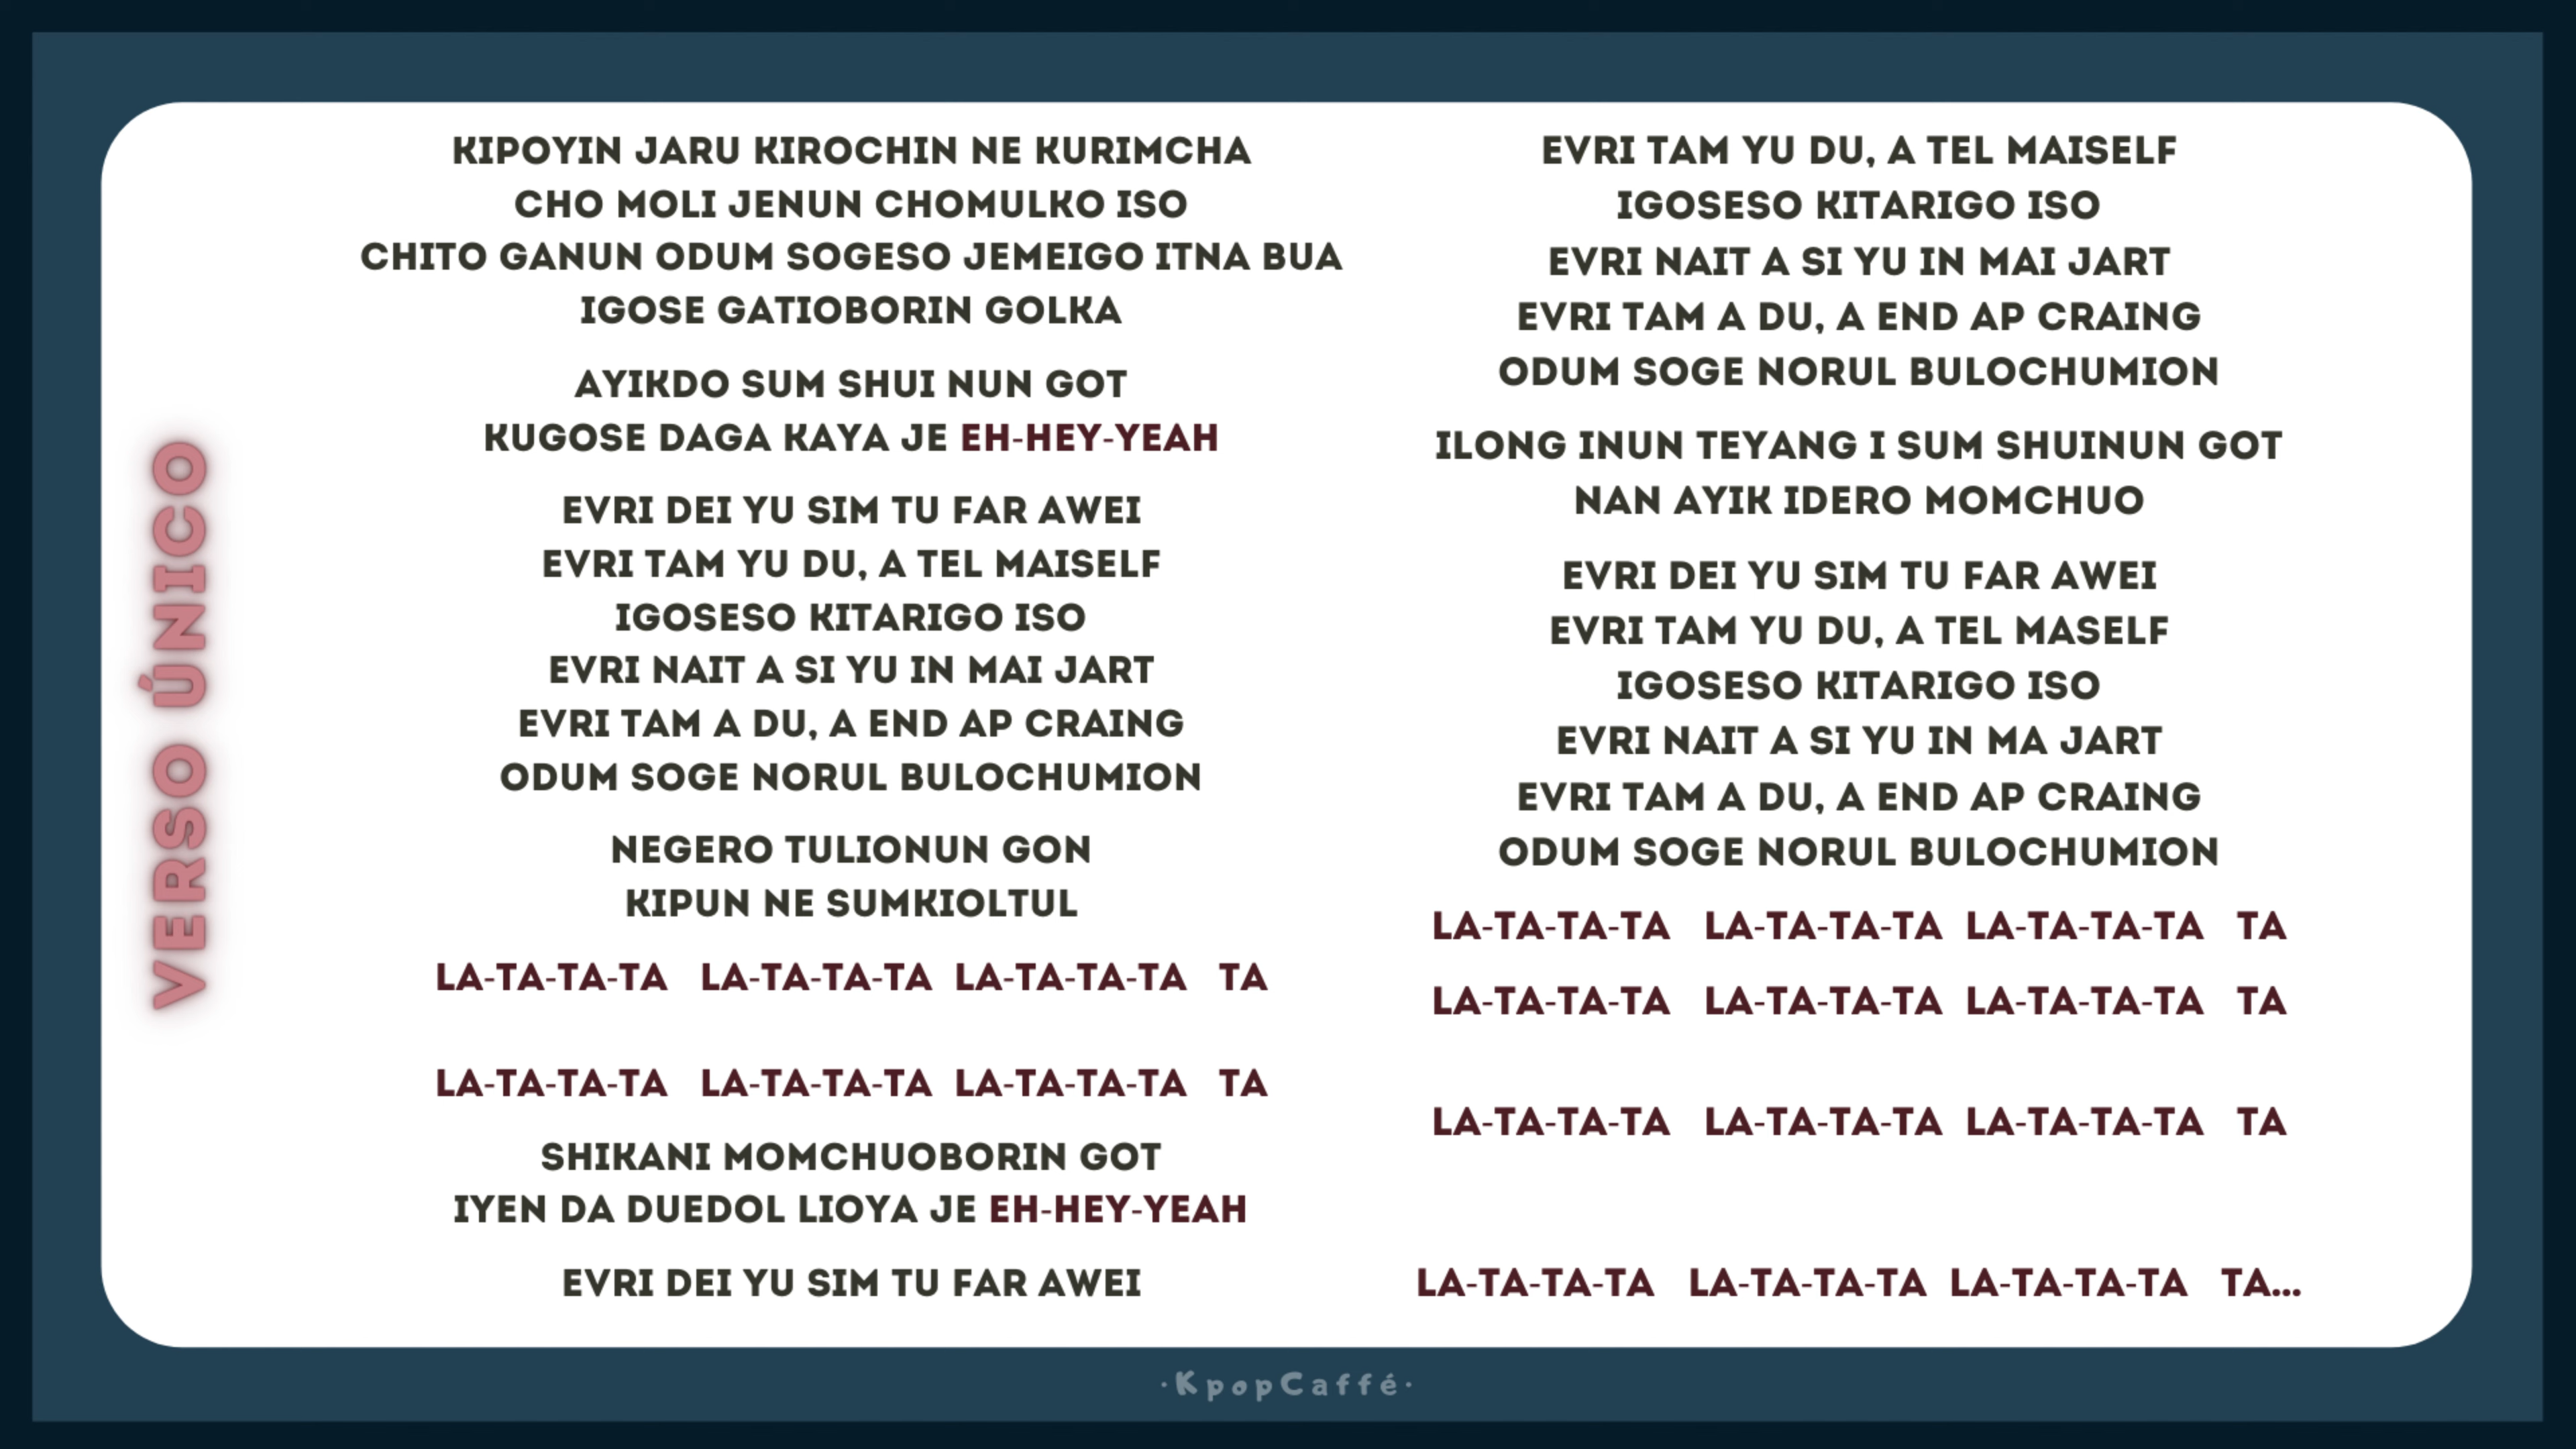 VERSO ÚNICO
KIPOYIN JARU KIROCHIN NE KURIMCHA
CHO MOLI JENUN CHOMULKO ISO
CHITO GANUN ODUM SOGESO JEMEIGO ITNA BUA
IGOSE GATIOBORIN GOLKA
AYIKDO SUM SHUI NUN GOT
KUGOSE DAGA KAYA JE EH-HEY-YEAH
EVRI DEI YU SIM TU FAR AWEI
EVRI TAM YU DU, A TEL MAISELF
IGOSESO KITARIGO ISO
EVRI NAIT A SI YU IN MAI JART
EVRI TAM A DU, A END AP CRAING
ODUM SOGE NORUL BULOCHUMION
NEGERO TULIONUN GON
KIPUN NE SUMKIOLTUL
LA-TA-TA-TA LA-TA-TA-TA LA-TA-TA-TA TA
LA-TA-TA-TA LA-TA-TA-TA LA-TA-TA-TA TA
SHIKANI MOMCHUOBORIN GOT
IYEN DA DUEDOL LIOYA JE EH-HEY-YEAH
EVRI DEI YU SIM TU FAR AWEI
EVRI TAM YU DU, A TEL MAISELF
IGOSESO KITARIGO ISO
EVRI NAIT A SI YU IN MAI JART
EVRI TAM A DU, A END AP CRAING
ODUM SOGE NORUL BULOCHUMION
ILONG INUN TEYANG I SUM SHUINUN GOT
NAN AYIK IDERO MOMCHUO
EVRI DEI YU SIM TU FAR AWEI
EVRI TAM YU DU, A TEL MASELF
IGOSESO KITARIGO ISO
EVRI NAIT A SI YU IN MA JART
EVRI TAM A DU, A END AP CRAING
ODUM SOGE NORUL BULOCHUMION
LA-TA-TA-TA LA-TA-TA-TA LA-TA-TA-TA TA
LA-TA-TA-TA LA-TA-TA-TA LA-TA-TA-TA TA
LA-TA-TA-TA LA-TA-TA-TA LA-TA-TA-TA TA
LA-TA-TA-TA LA-TA-TA-TA LA-TA-TA-TA TA...
·KpopCaffé·